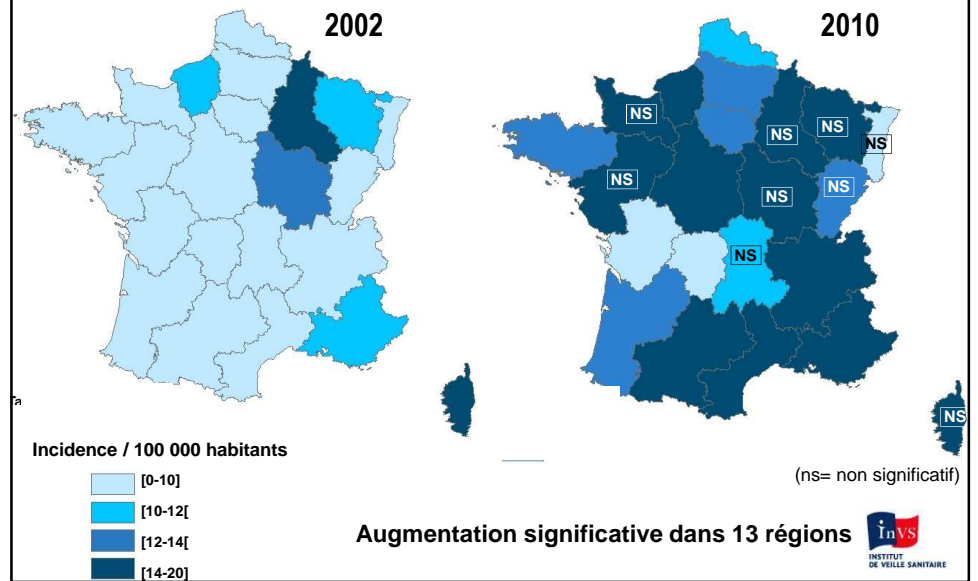 2002
2010
NS
NS
NS
NS
NS
NS
NS
NS
NS
Ta
Incidence / 100 000 habitants
[0-10]
[10-12[
[12-14[
[14-20]
(ns= non significatif)
Augmentation significative dans 13 régions
InVS
INSTITUT
DE VEILLE SANITAIRE